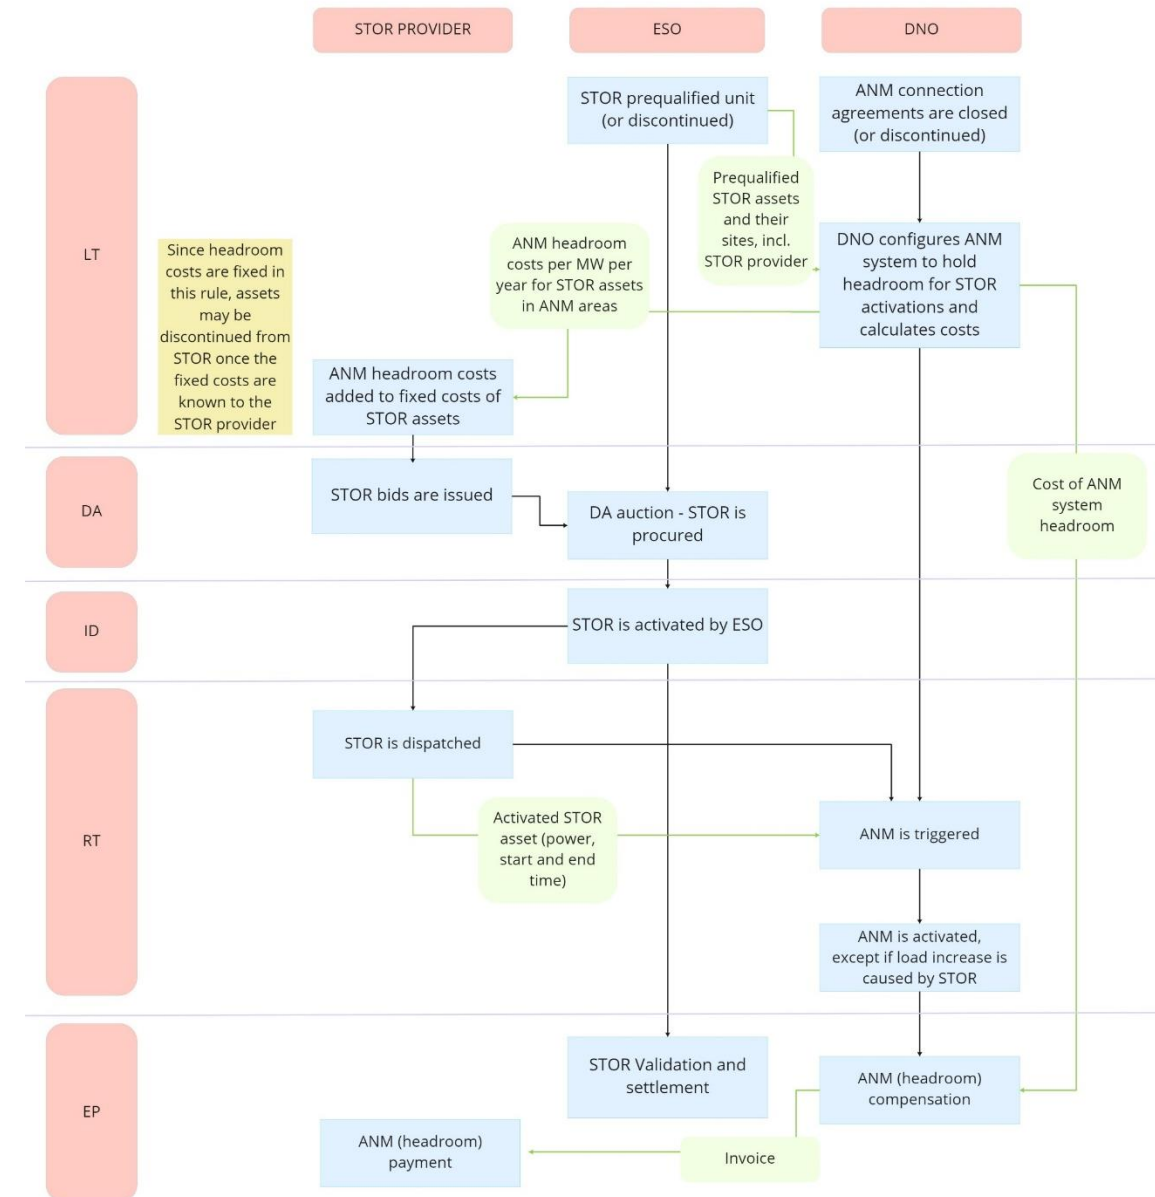 STOR PROVIDER
ESO
DNO
LT
STOR prequalified unit
(or discontinued)
ANM connection
agreements are closed
(or discontinued)
Prequalified
STOR assets
and their
sites, incl.
STOR provider
Since headroom
costs are fixed in
this rule, assets
may be
discontinued from
STOR once the
fixed costs are
known to the
STOR provider
ANM headroom
costs per MW per
year for STOR assets
in ANM areas
DNO configures ANM
system to hold
headroom for STOR
activations and
calculates costs
ANM headroom costs
added to fixed costs of
STOR assets
DA
STOR bids are issued
DA auction - STOR is
procured
Cost of ANM
system
headroom
ID
STOR is activated by ESO
RT
STOR is dispatched
Activated STOR
asset (power,
start and end
time)
ANM is triggered
ANM is activated,
except if load increase is
caused by STOR
EP
STOR Validation and
settlement
ANM (headroom)
compensation
ANM (headroom)
payment
Invoice